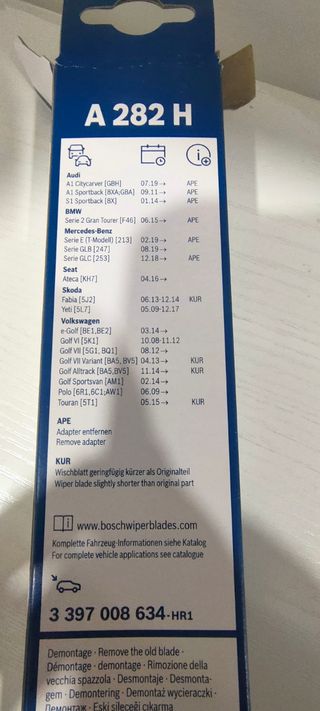 A 282 H
Audi
A1 Citycarver [GBH] 07.19→ APE
A1 Sportback [8XA;GBA] 09.11→ APE
S1 Sportback [8X] 01.14→ APE
BMW
Serie 2 Gran Tourer [F46] 06.15→ APE
Mercedes-Benz
Serie E (T-Modell) [213] 02.19→ APE
Serie GLB [247] 08.19→ APE
Serie GLC [253] 12.18→ APE
Seat
Ateca [KH7] 04.16→
Skoda
Fabia [5J2] 06.13-12.14 KUR
Yeti [5L7] 05.09-12.17
Volkswagen
e-Golf [BE1,BE2] 03.14→
Golf VI [5K1] 10.08-11.12
Golf VII [5G1, BQ1] 08.12→
Golf VII Variant [BA5, BV5] 04.13→ KUR
Golf Alltrack [BA5,BV5] 11.14→ KUR
Golf Sportsvan [AM1] 02.14→
Polo [6R1,6C1;AW1] 06.09→
Touran [5T1] 05.15→ KUR
APE
Adapter entfernen
Remove adapter
KUR
Wischblatt geringfügig kürzer als Originalteil
Wiper blade slightly shorter than original part
www.boschwiperblades.com
Komplette Fahrzeug-Informationen siehe Katalog
For complete vehicle applications see catalogue
3 397 008 634-HR1
Demontage · Remove the old blade ·
Démontage · demontage · Rimozione della
vecchia spazzola · Desmontaje · Desmonta-
gem · Demontering · Demontaż wycieraczki ·
Демонтаж · Eski sileceği çıkarma